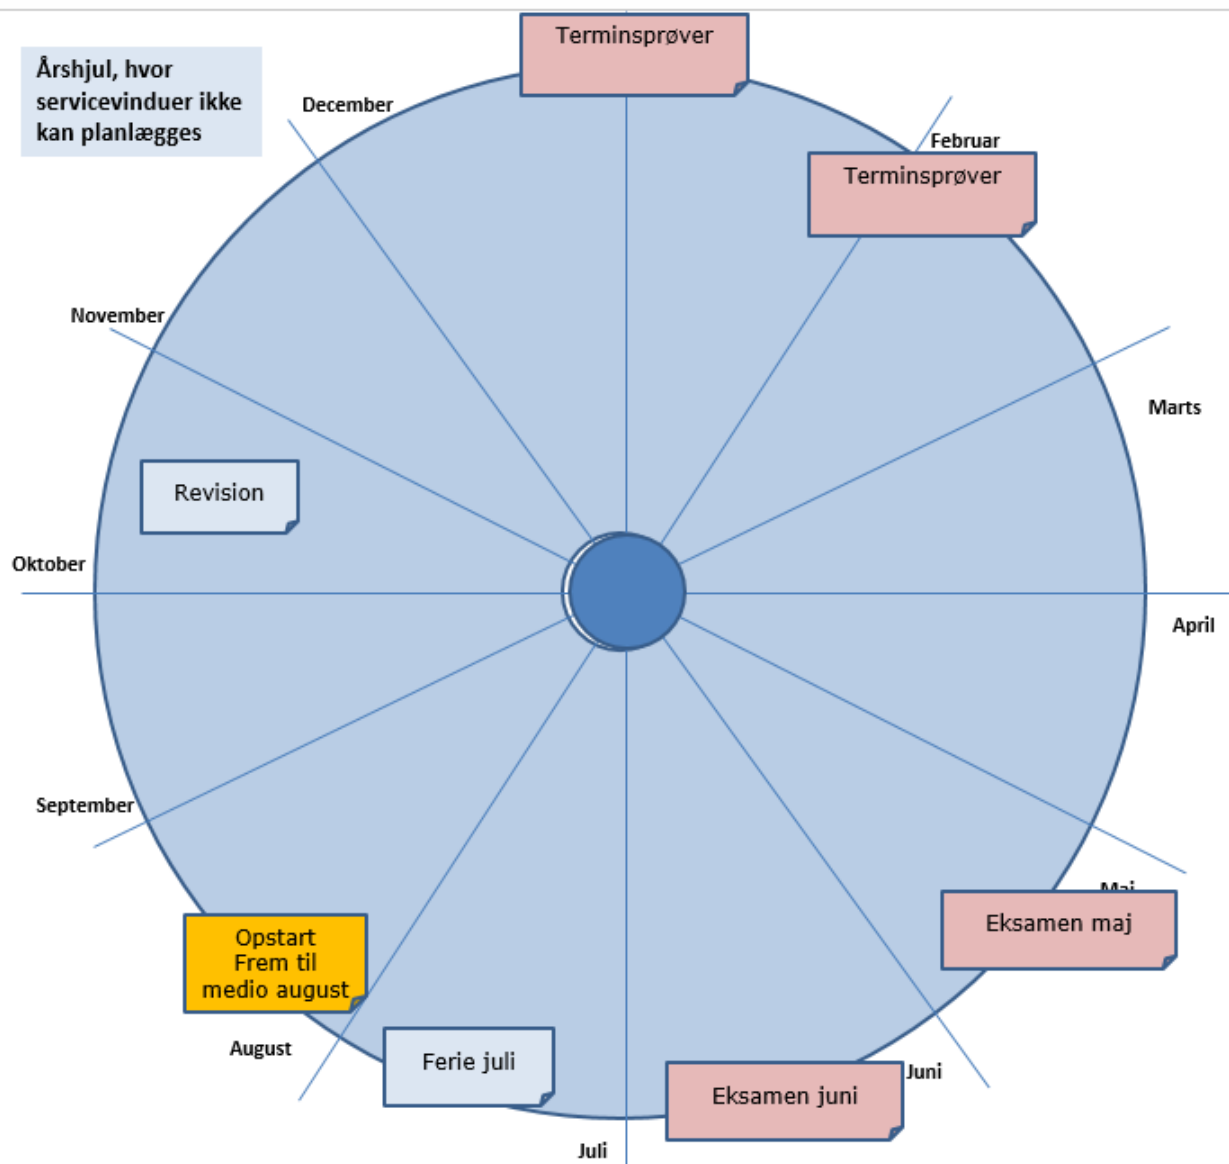 Årshjul, hvor
servicevinduer ikke
kan planlægges
Terminsprøver
December
Februar
Terminsprøver
November
Marts
Revision
Oktober
April
September
Maj
Eksamen maj
Opstart
Frem til
medio august
August
Ferie juli
Juni
Eksamen juni
Juli